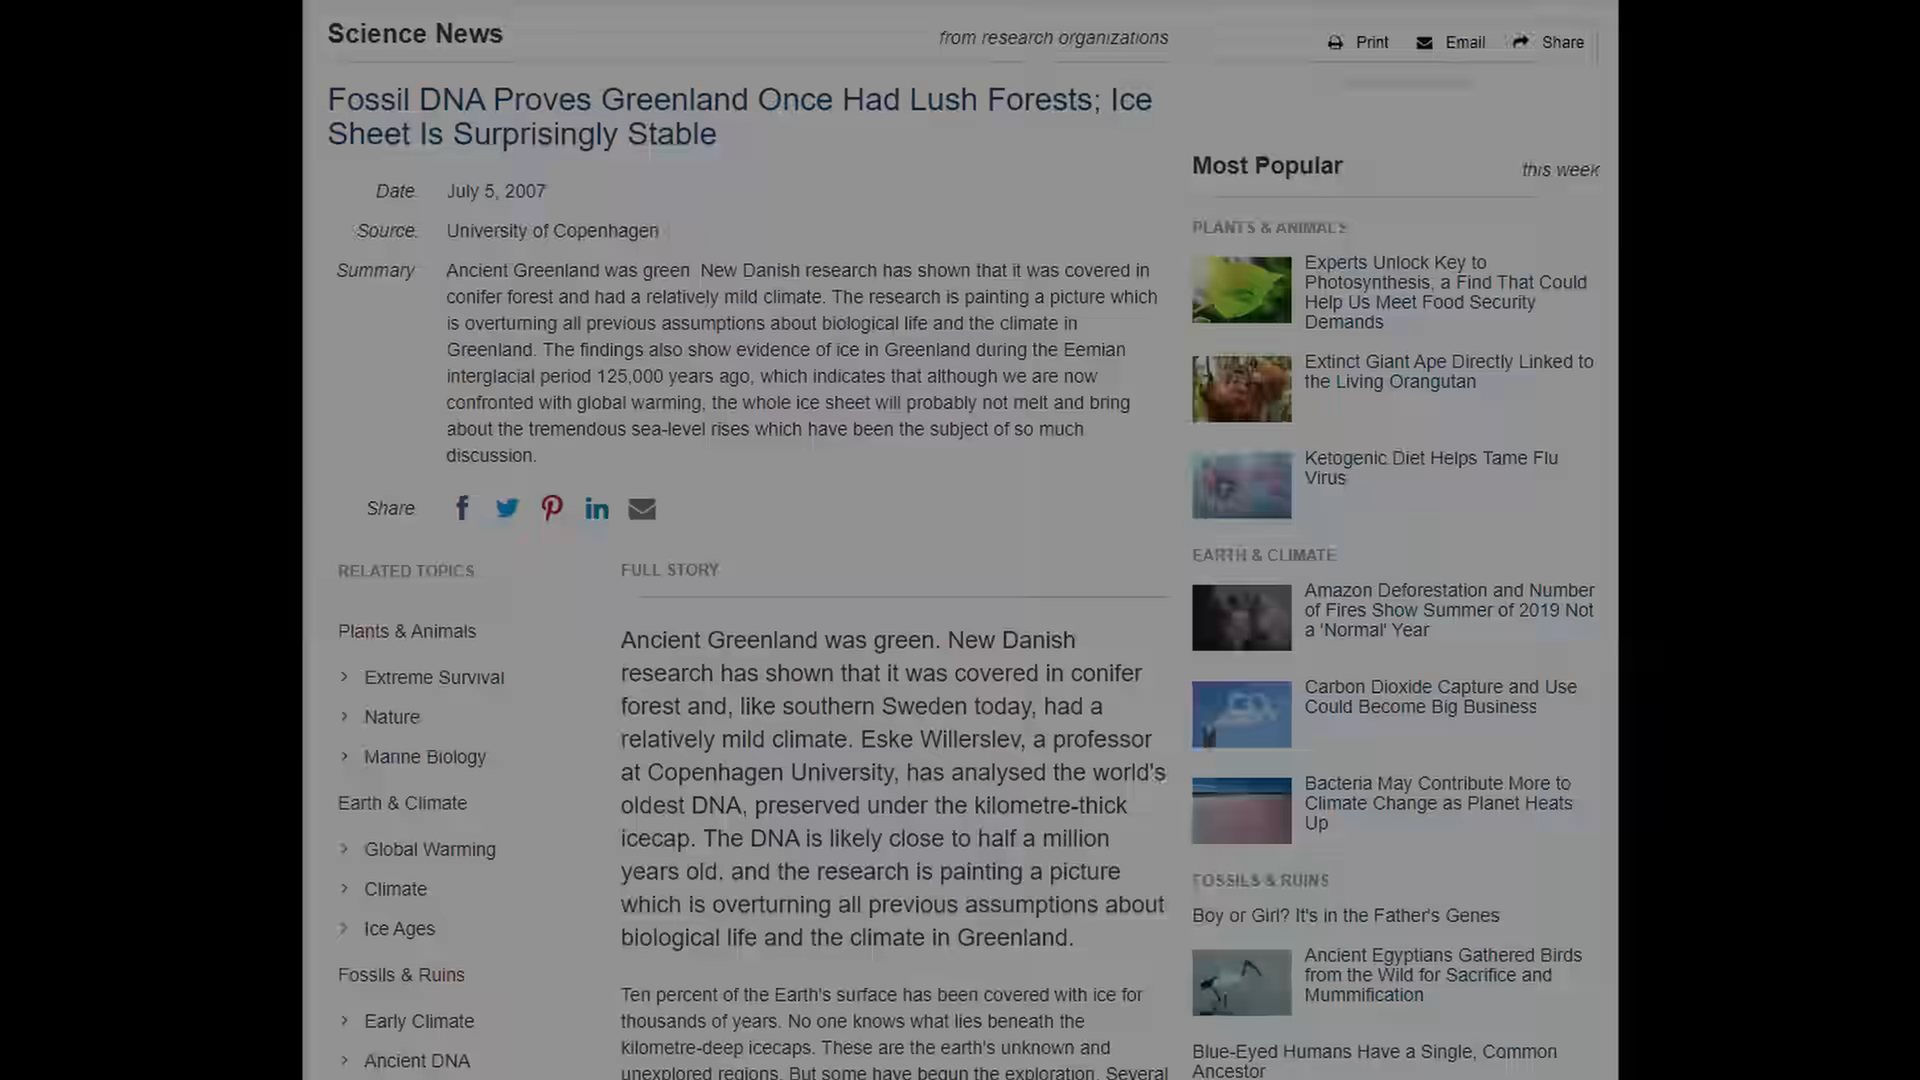 Science News
from research organizations
Print
Email
Share
Fossil DNA Proves Greenland Once Had Lush Forests; Ice
Sheet Is Surprisingly Stable
Date:
July 5, 2007
Source:
University of Copenhagen
Summary:
Ancient Greenland was green. New Danish research has shown that it was covered in
conifer forest and had a relatively mild climate. The research is painting a picture which
is overturning all previous assumptions about biological life and the climate in
Greenland. The findings also show evidence of ice in Greenland during the Eemian
interglacial period 125,000 years ago, which indicates that although we are now
confronted with global warming, the whole ice sheet will probably not melt and bring
about the tremendous sea-level rises which have been the subject of so much
discussion.
Share:
RELATED TOPICS
Plants & Animals
Extreme Survival
Nature
Marine Biology
Earth & Climate
Global Warming
Climate
Ice Ages
Fossils & Ruins
Early Climate
Ancient DNA
FULL STORY
Ancient Greenland was green. New Danish
research has shown that it was covered in conifer
forest and, like southern Sweden today, had a
relatively mild climate. Eske Willerslev, a professor
at Copenhagen University, has analysed the world's
oldest DNA, preserved under the kilometre-thick
icecap. The DNA is likely close to half a million
years old, and the research is painting a picture
which is overturning all previous assumptions about
biological life and the climate in Greenland.
Ten percent of the Earth's surface has been covered with ice for
thousands of years. No one knows what lies beneath the
kilometre-deep icecaps. These are the earth's unknown and
unexplored regions. But some have begun the exploration. Several
Most Popular
this week
PLANTS & ANIMALS
Experts Unlock Key to
Photosynthesis, a Find That Could
Help Us Meet Food Security
Demands
Extinct Giant Ape Directly Linked to
the Living Orangutan
Ketogenic Diet Helps Tame Flu
Virus
EARTH & CLIMATE
Amazon Deforestation and Number
of Fires Show Summer of 2019 Not
a 'Normal' Year
Carbon Dioxide Capture and Use
Could Become Big Business
Bacteria May Contribute More to
Climate Change as Planet Heats
Up
FOSSILS & RUINS
Boy or Girl? It's in the Father's Genes
Ancient Egyptians Gathered Birds
from the Wild for Sacrifice and
Mummification
Blue-Eyed Humans Have a Single, Common
Ancestor